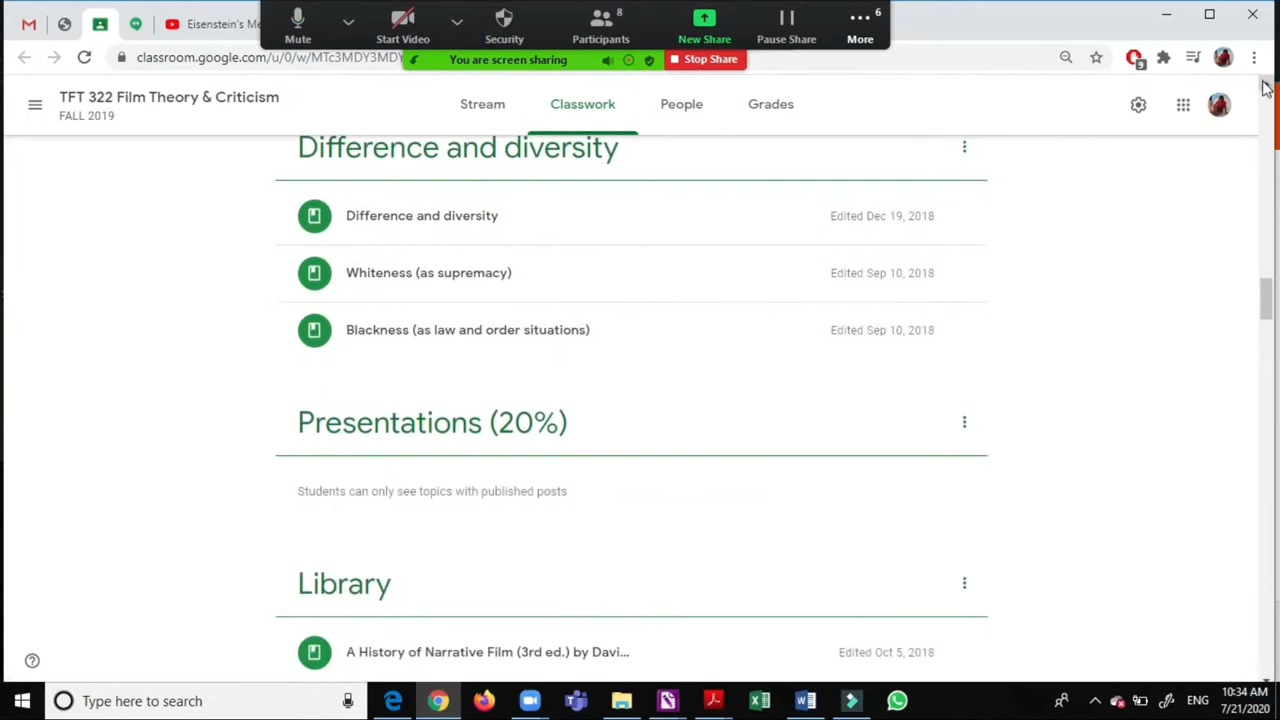 Eisenstein's Me
8
6
Mute
Start Video
Security
Participants
New Share
Pause Share
More
classroom.google.com/u/0/w/MTc3MDY3MDY
You are screen sharing
Stop Share
9
TFT 322 Film Theory & Criticism
FALL 2019
Stream
Classwork
People
Grades
Difference and diversity
Difference and diversity
Edited Dec 19, 2018
Whiteness (as supremacy)
Edited Sep 10, 2018
Blackness (as law and order situations)
Edited Sep 10, 2018
Presentations (20%)
Students can only see topics with published posts
Library
A History of Narrative Film (3rd ed.) by Davi...
Edited Oct 5, 2018
Type here to search
ENG
10:34 AM
7/21/2020